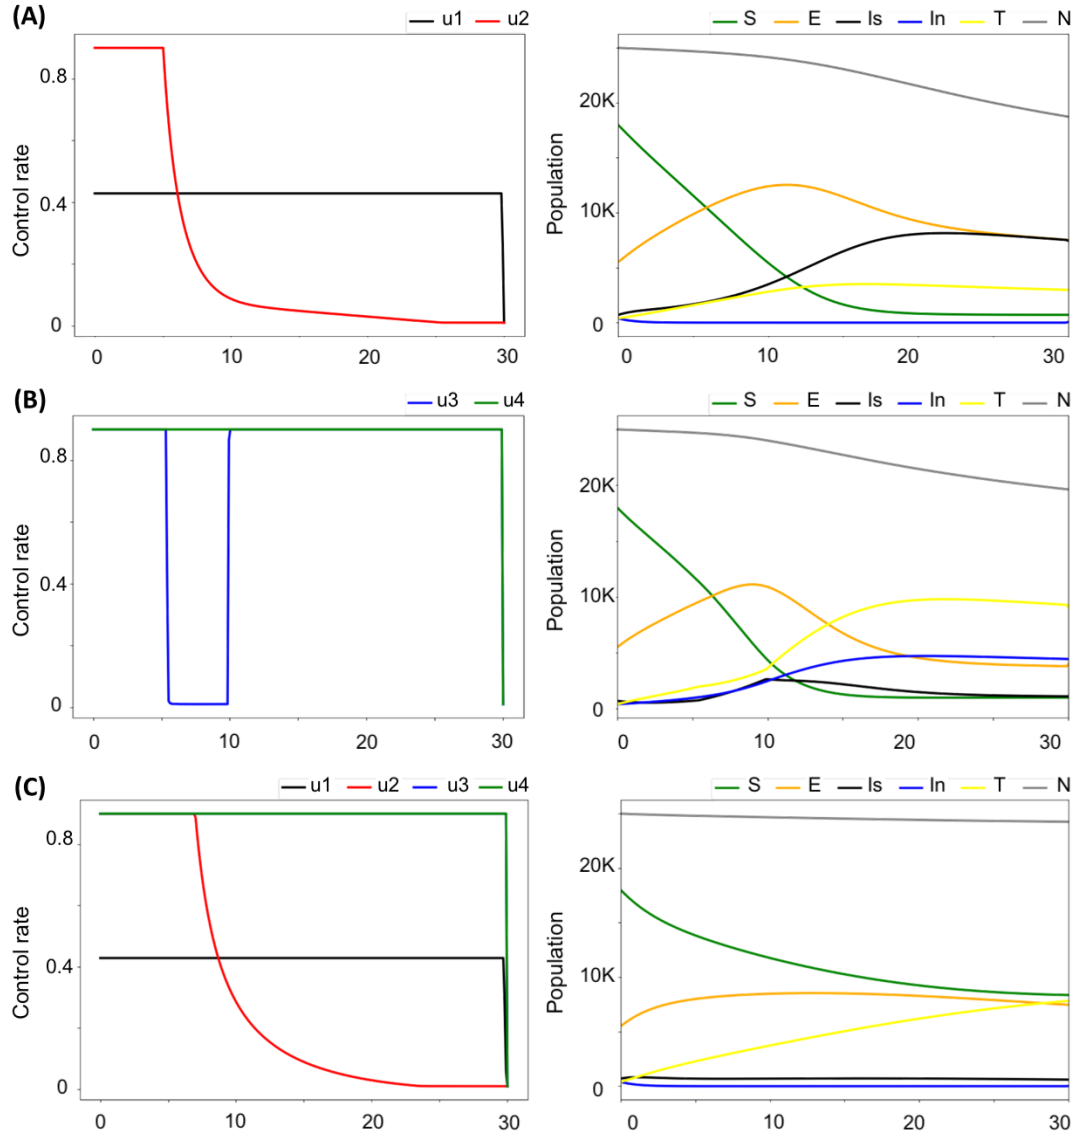 (A)
u1 u2
S E Is In T N
Control rate
0.8
0.4
0
0 10 20 30
Population
20K
10K
0
0 10 20 30
(B)
u3 u4
S E Is In T N
Control rate
0.8
0.4
0
0 10 20 30
Population
20K
10K
0
0 10 20 30
(C)
u1 u2 u3 u4
S E Is In T N
Control rate
0.8
0.4
0
0 10 20 30
Population
20K
10K
0
0 10 20 30